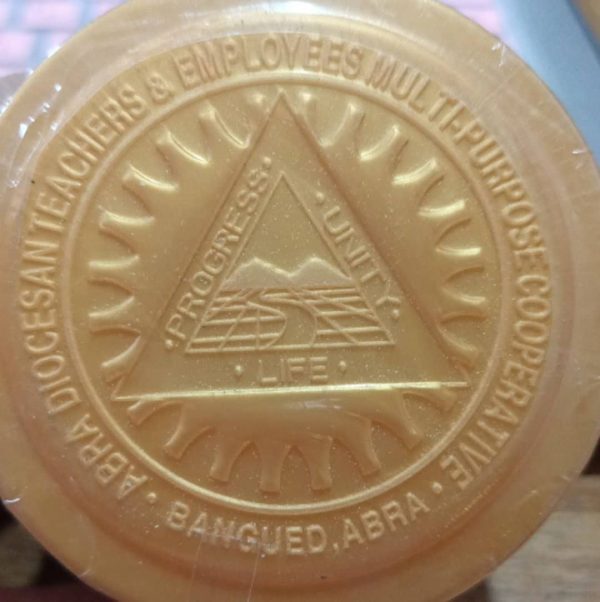 ABRA DIOCESAN TEACHERS & EMPLOYEES MULTI-PURPOSE COOPERATIVE
• BANGUED, ABRA •
• PROGRESS •
• UNITY •
• LIFE •